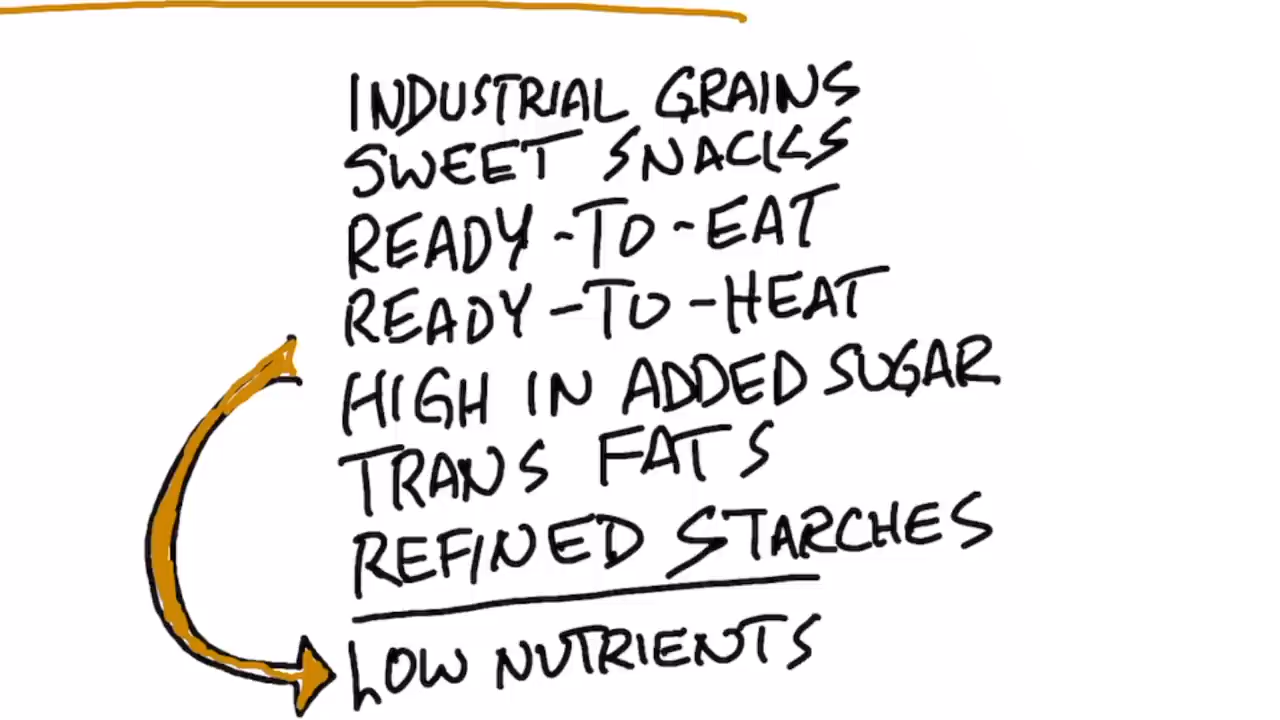 INDUSTRIAL GRAINS
SWEET SNACKS
READY-TO-EAT
READY-TO-HEAT
HIGH IN ADDED SUGAR
TRANS FATS
REFINED STARCHES
LOW NUTRIENTS